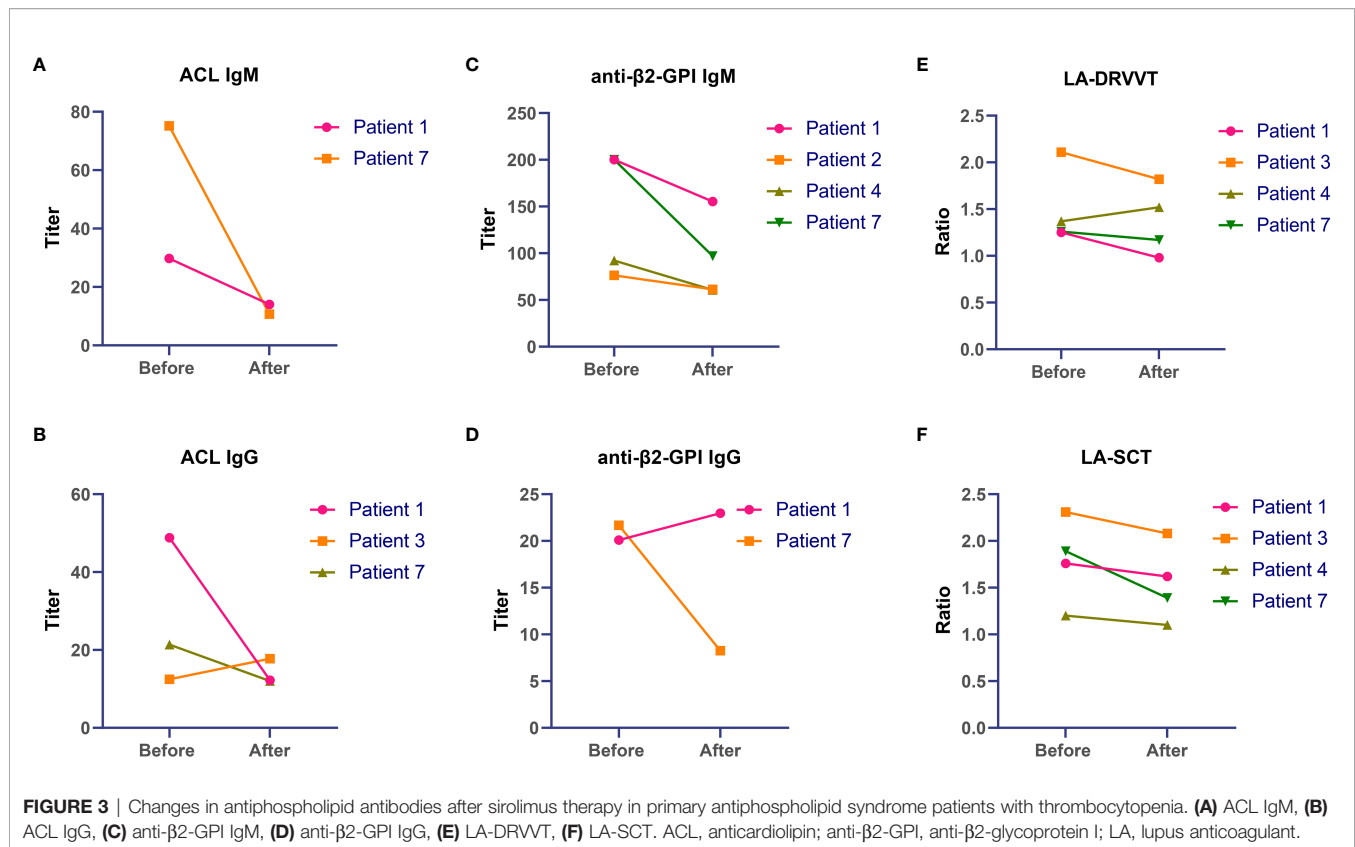 A
ACL IgM
Titer
80
60
40
20
0
Before After
Patient 1
Patient 7
C
anti-β2-GPI IgM
Titer
250
200
150
100
50
0
Before After
Patient 1
Patient 2
Patient 4
Patient 7
E
LA-DRVVT
Ratio
2.5
2.0
1.5
1.0
0.5
0.0
Before After
Patient 1
Patient 3
Patient 4
Patient 7
B
ACL IgG
Titer
60
40
20
0
Before After
Patient 1
Patient 3
Patient 7
D
anti-β2-GPI IgG
Titer
25
20
15
10
5
0
Before After
Patient 1
Patient 7
F
LA-SCT
Ratio
2.5
2.0
1.5
1.0
0.5
0.0
Before After
Patient 1
Patient 3
Patient 4
Patient 7
FIGURE 3 | Changes in antiphospholipid antibodies after sirolimus therapy in primary antiphospholipid syndrome patients with thrombocytopenia. (A) ACL IgM, (B)
ACL IgG, (C) anti-β2-GPI IgM, (D) anti-β2-GPI IgG, (E) LA-DRVVT, (F) LA-SCT. ACL, anticardiolipin; anti-β2-GPI, anti-β2-glycoprotein I; LA, lupus anticoagulant.